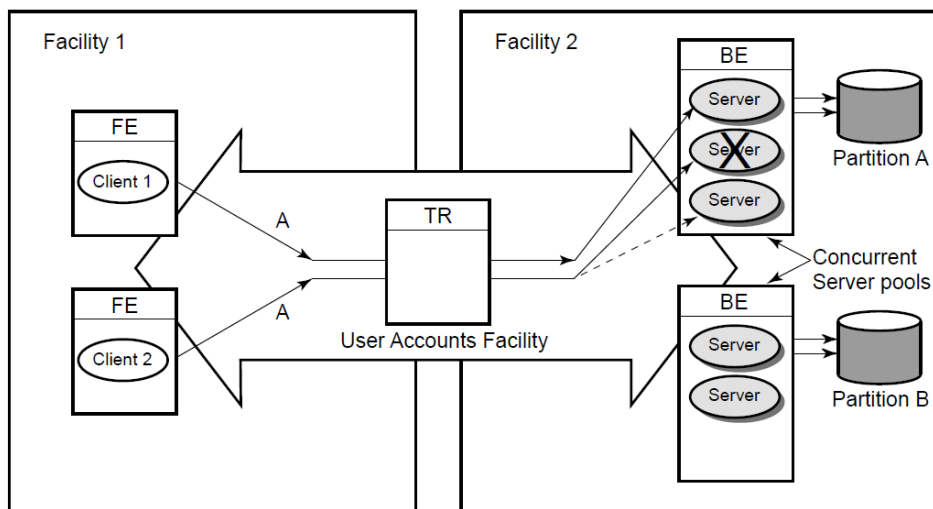 Facility 1
FE
Client 1
A
FE
Client 2
A
TR
User Accounts Facility
Facility 2
BE
Server
Server
X
Server
Partition A
Concurrent
Server pools
BE
Server
Server
Partition B